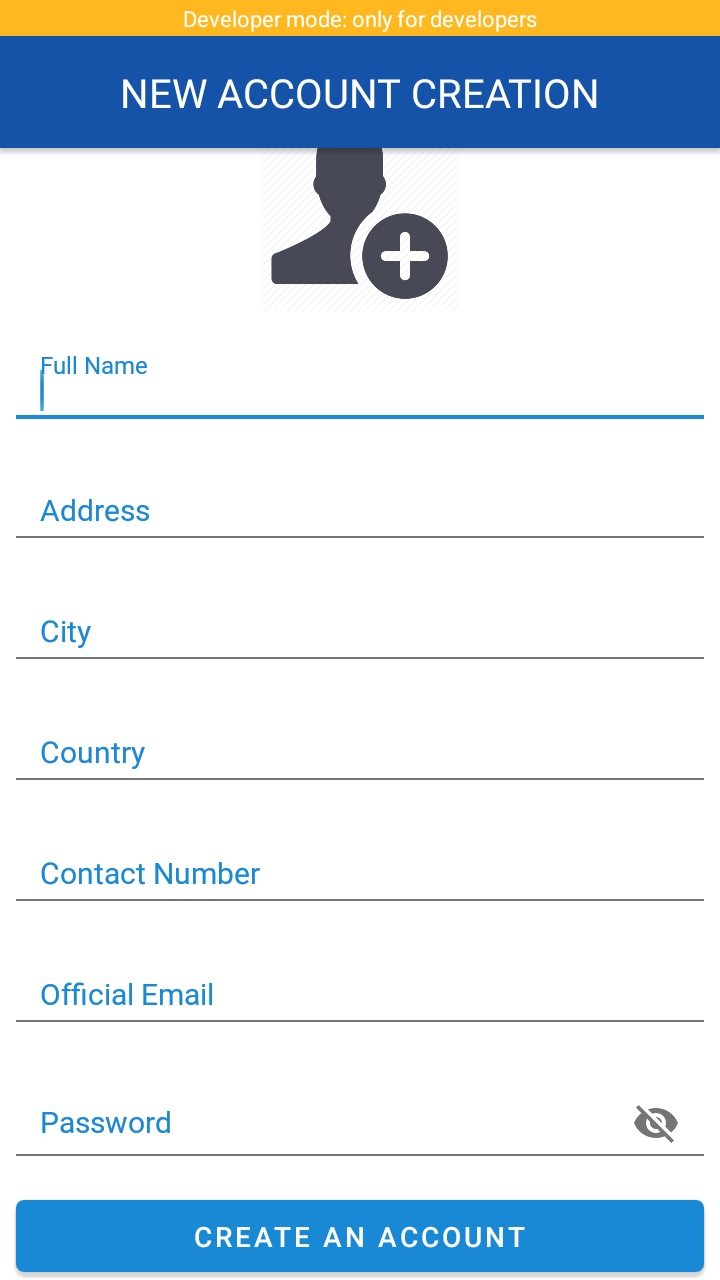 Developer mode: only for developers
NEW ACCOUNT CREATION
Full Name
Address
City
Country
Contact Number
Official Email
Password
CREATE AN ACCOUNT